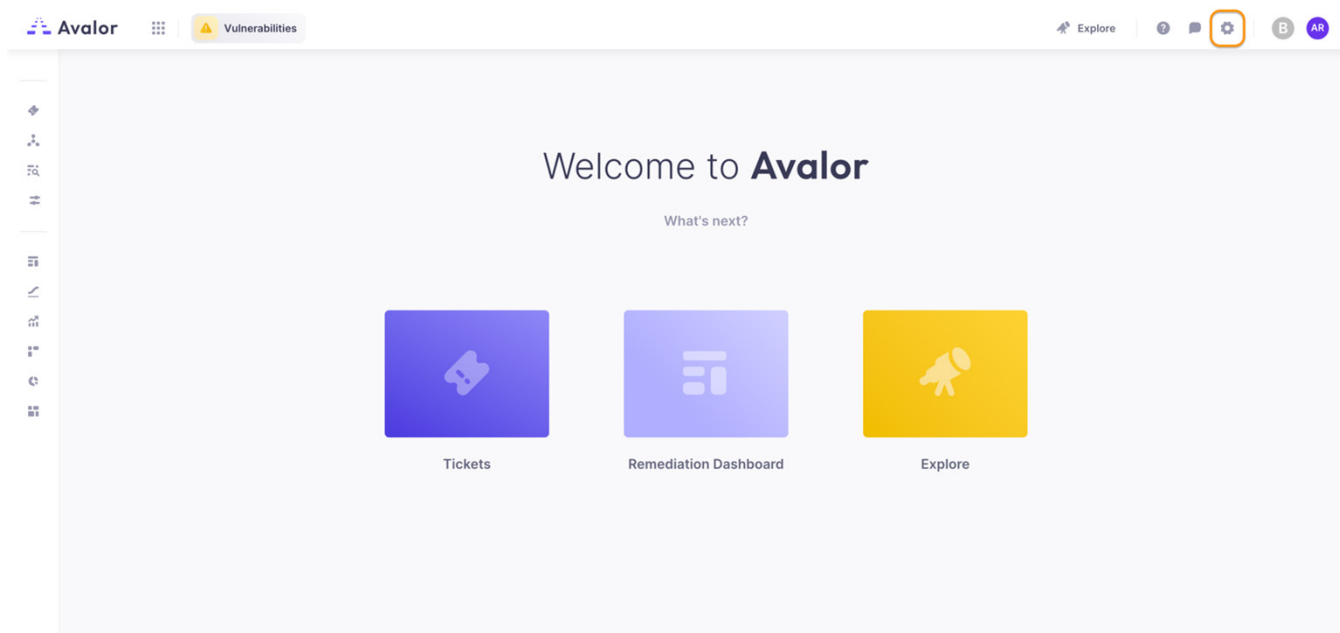 Avalor
Vulnerabilities
Explore
B
AR
Welcome to Avalor
What's next?
Tickets
Remediation Dashboard
Explore